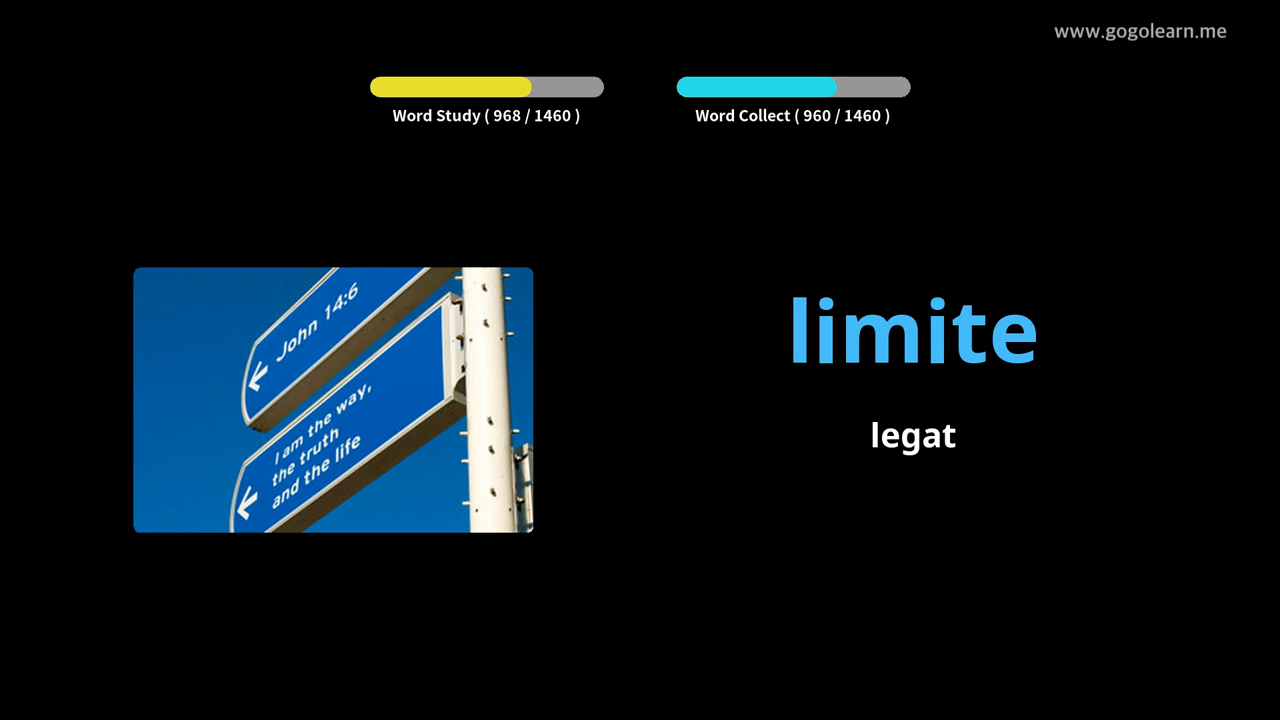 www.gogolearn.me
Word Study ( 968 / 1460 )
Word Collect ( 960 / 1460 )
John 14:6
I am the way,
the truth
and the life
limite
legat